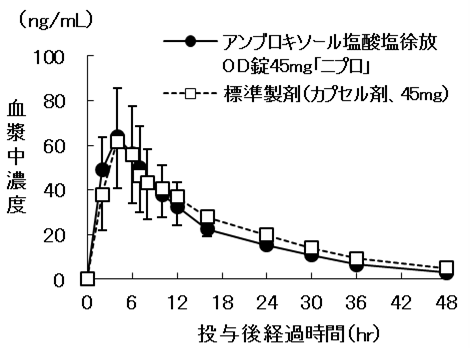 (ng/mL)
アンブロキソール塩酸塩徐放
OD錠45mg「ニプロ」
標準製剤(カプセル剤、45mg)
血漿中濃度
100
80
60
40
20
0
0 6 12 18 24 30 36 42 48
投与後経過時間(hr)